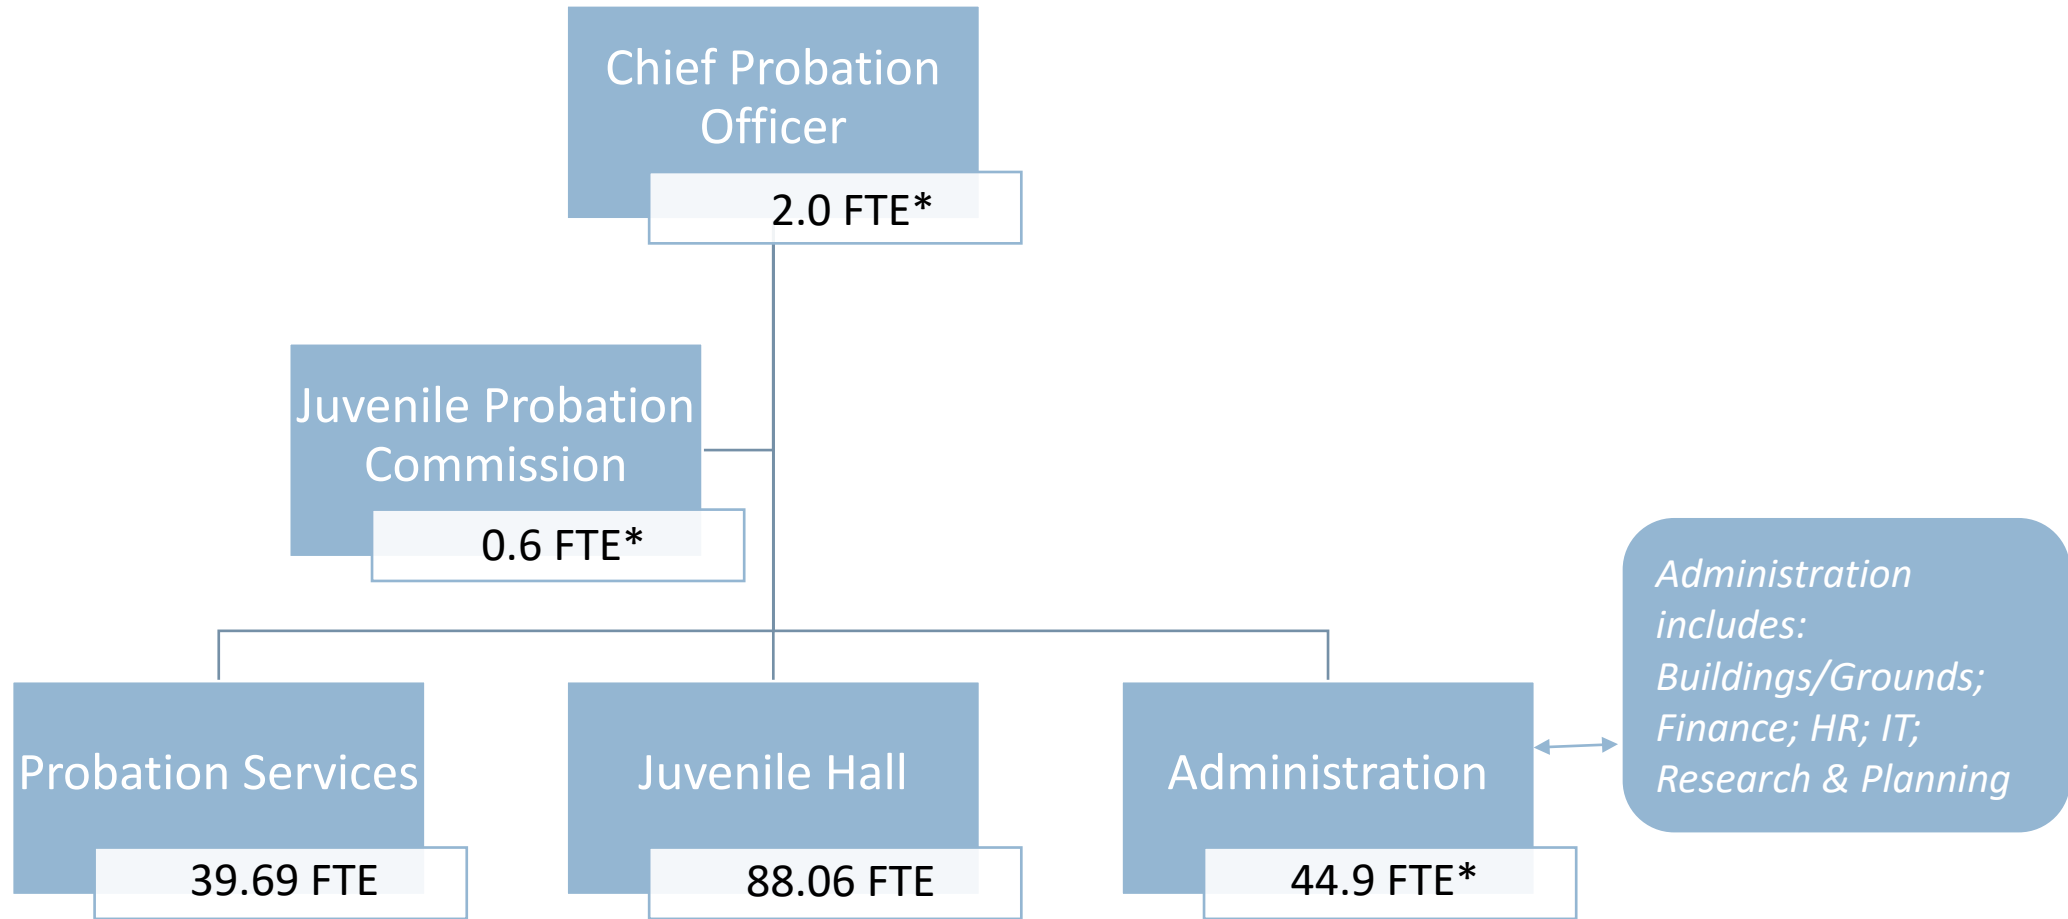 Chief Probation
Officer
2.0 FTE*
Juvenile Probation
Commission
0.6 FTE*
Administration
includes:
Buildings/Grounds;
Finance; HR; IT;
Research & Planning
Probation Services
39.69 FTE
Juvenile Hall
88.06 FTE
Administration
44.9 FTE*